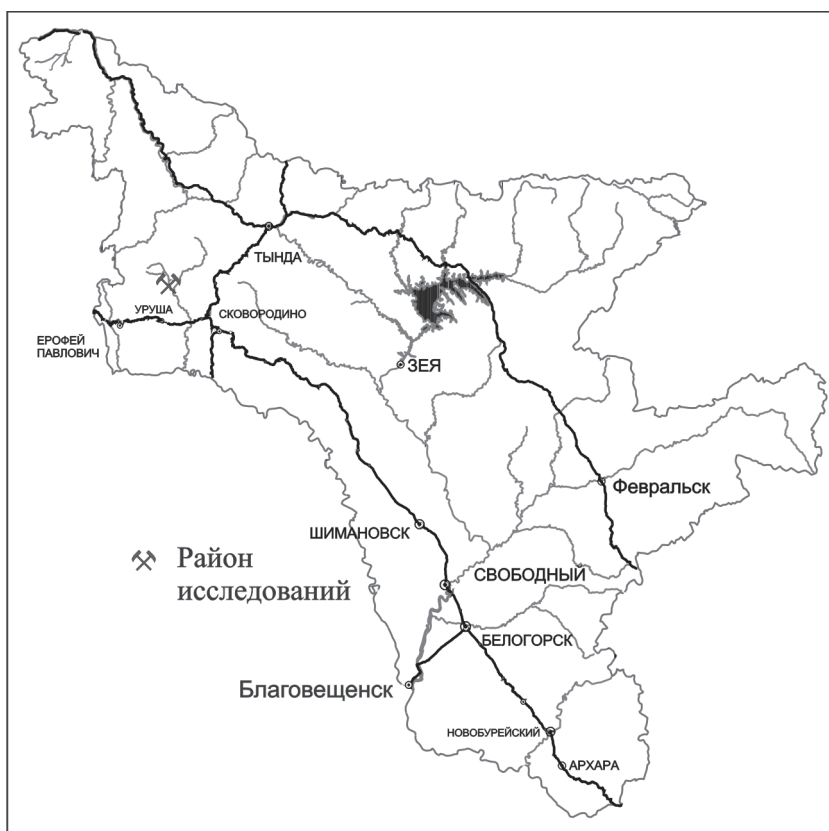 ТЫНДА
УРУША
СКОВОРОДИНО
ЕРОФЕЙ
ПАВЛОВИЧ
ЗЕЯ
Февральск
ШИМАНОВСК
Район
исследований
СВОБОДНЫЙ
БЕЛОГОРСК
Благовещенск
НОВОБУРЕЙСКИЙ
АРХАРА